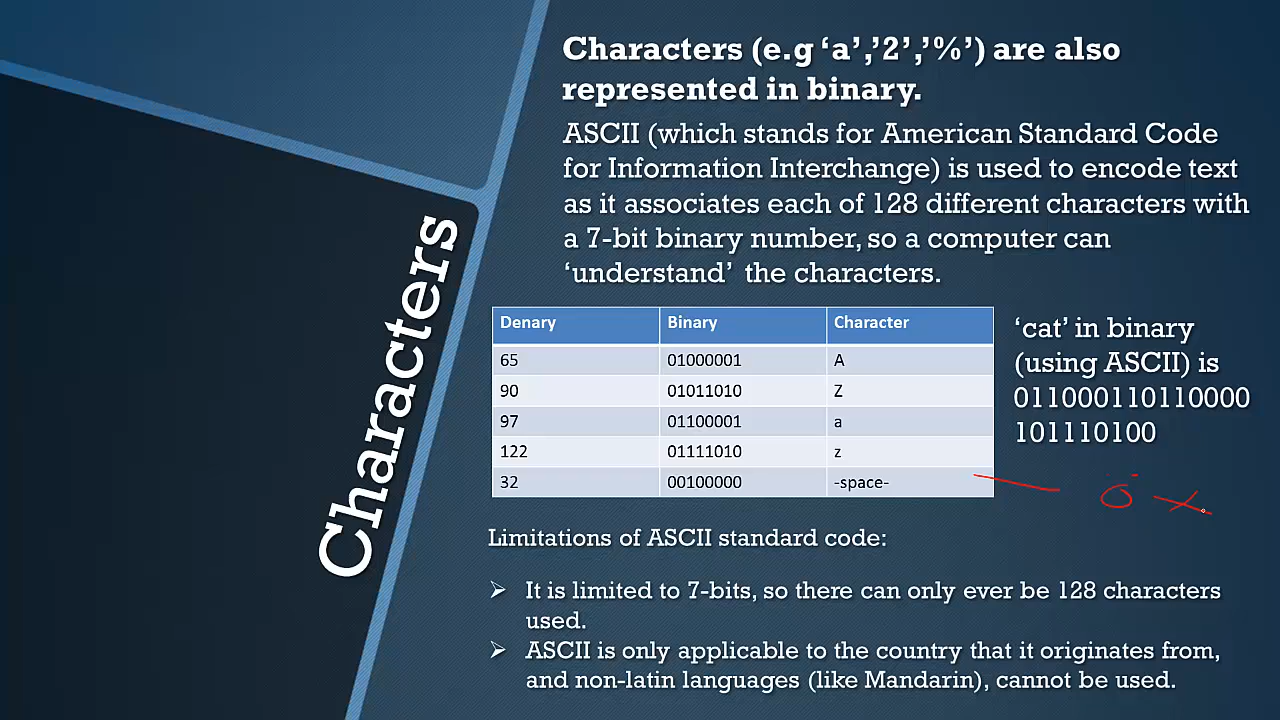 Characters
Characters (e.g ‘a’,’2’,’%’) are also
represented in binary.
ASCII (which stands for American Standard Code
for Information Interchange) is used to encode text
as it associates each of 128 different characters with
a 7-bit binary number, so a computer can
‘understand’ the characters.
Denary Binary Character
65 01000001 A
90 01011010 Z
97 01100001 a
122 01111010 z
32 00100000 -space-
‘cat’ in binary
(using ASCII) is
011000110110000
101110100
Limitations of ASCII standard code:
It is limited to 7-bits, so there can only ever be 128 characters
used.
ASCII is only applicable to the country that it originates from,
and non-latin languages (like Mandarin), cannot be used.